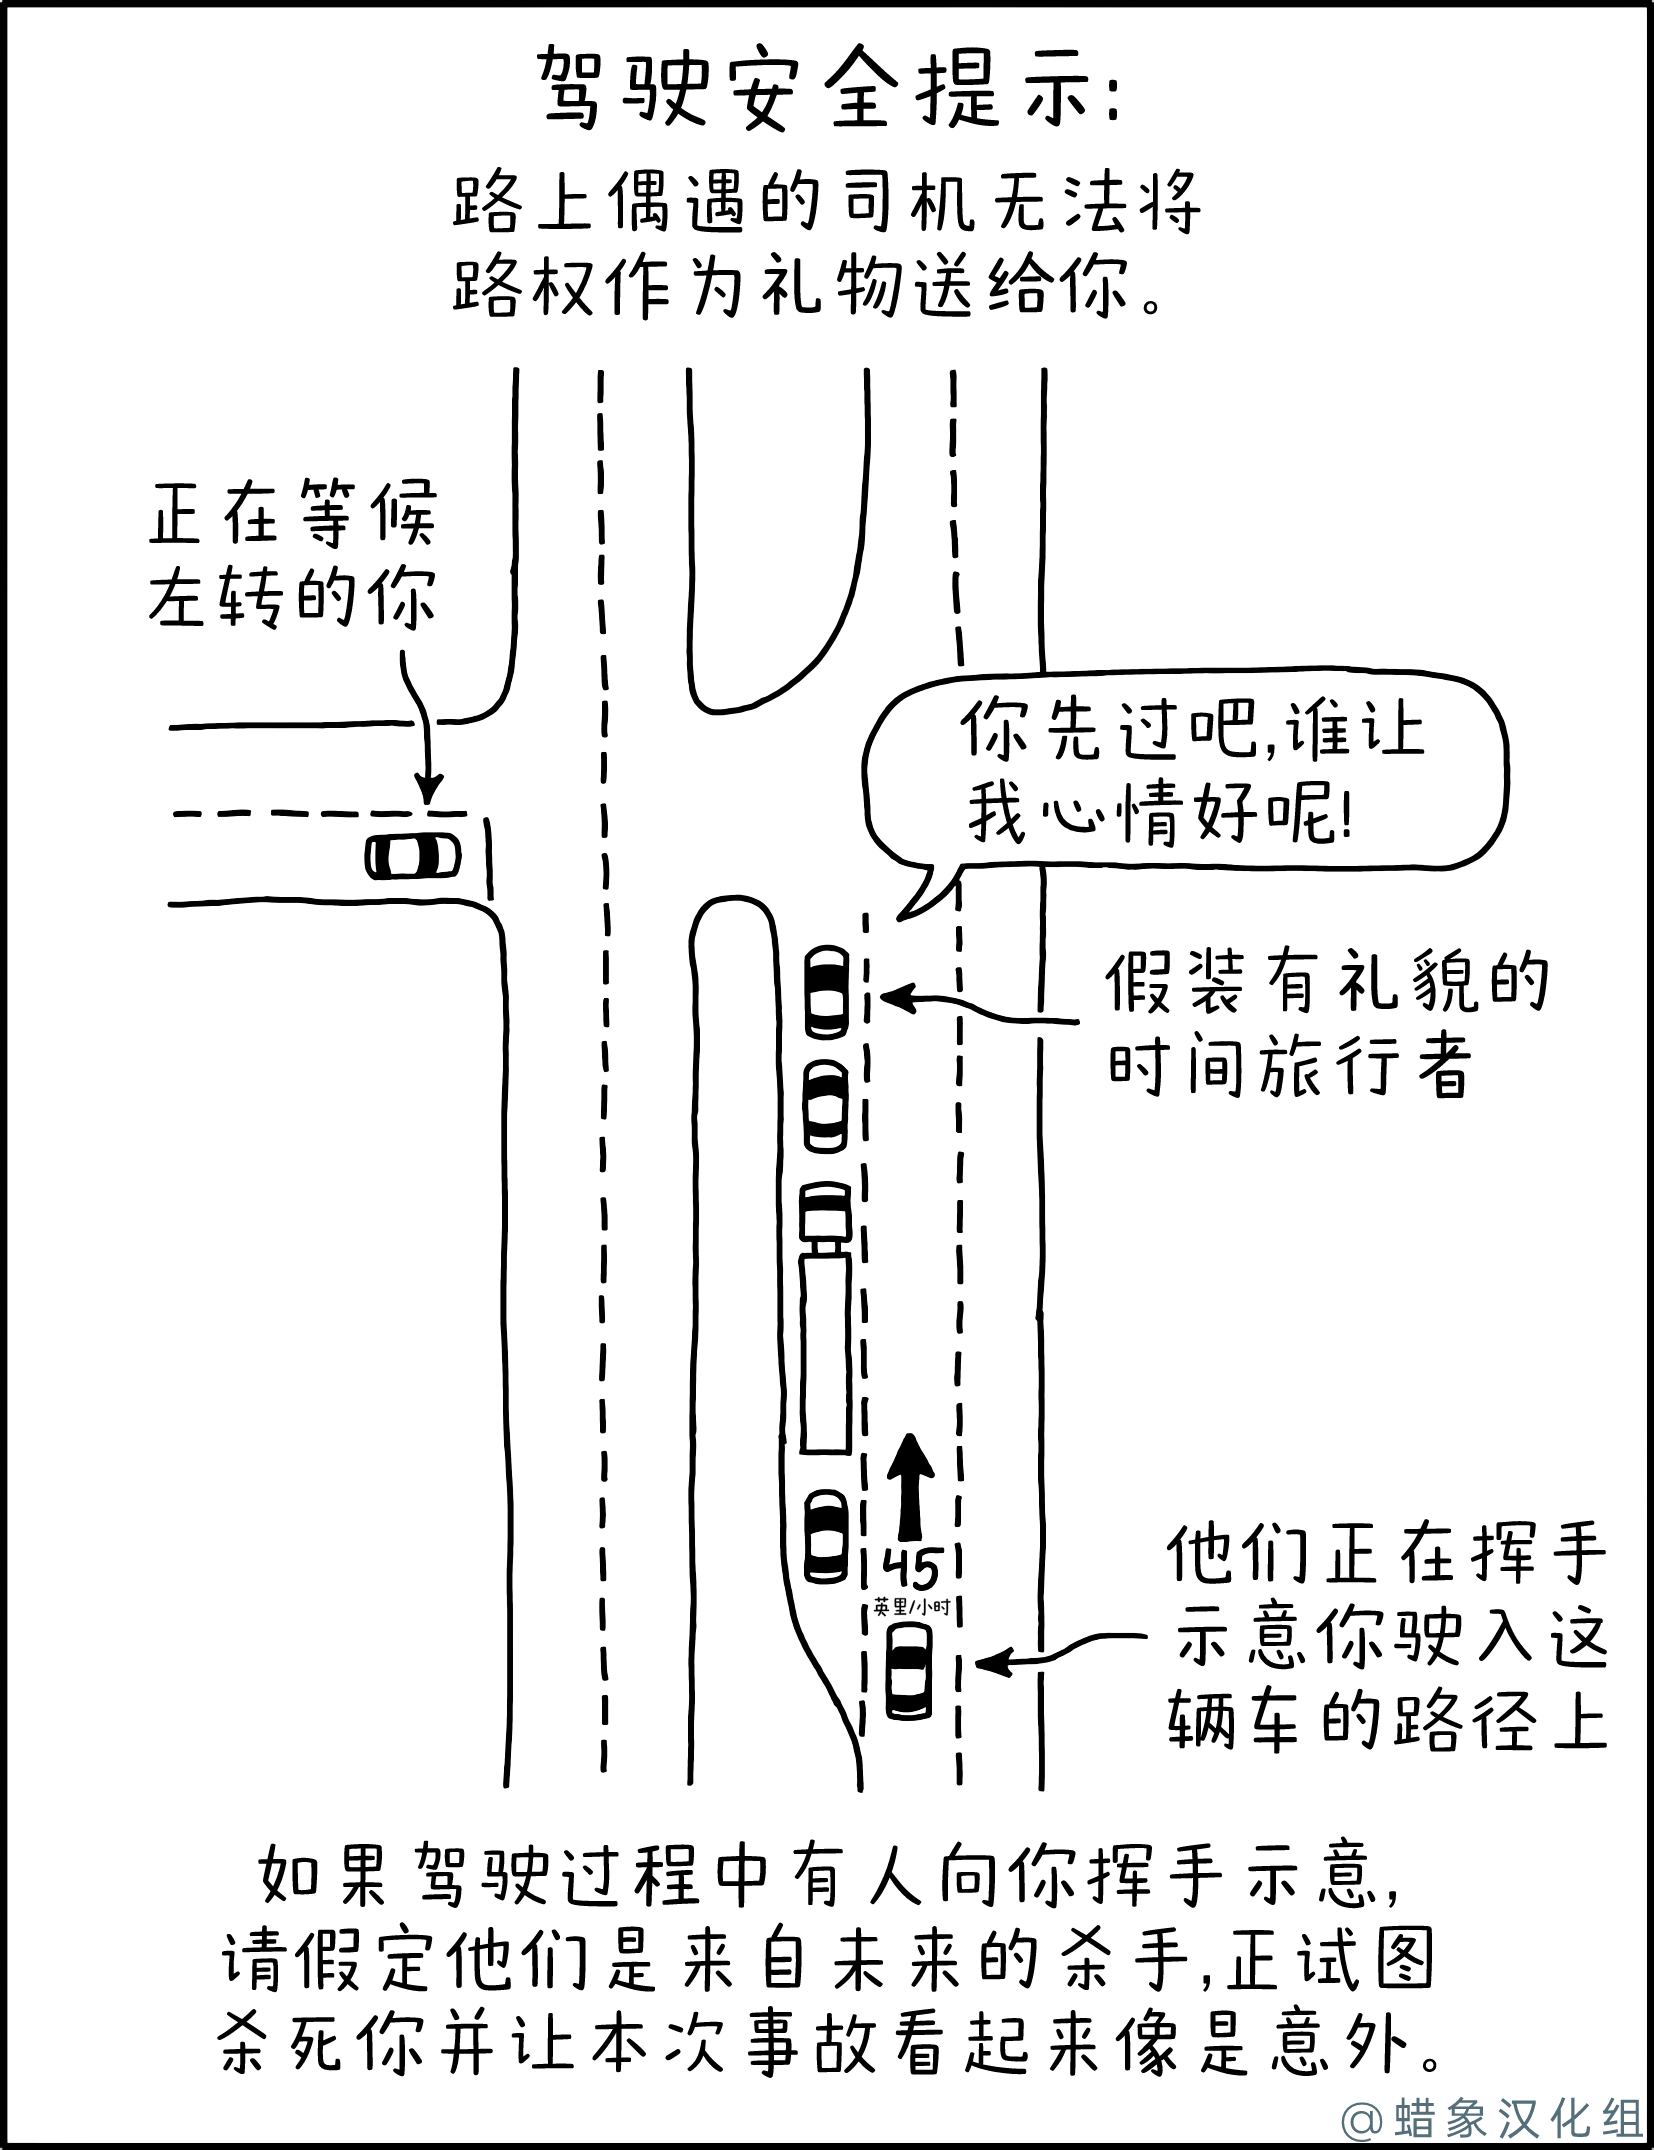 驾驶安全提示:
路上偶遇的司机无法将
路权作为礼物送给你。
正在等候
左转的你
你先过吧,谁让
我心情好呢!
假装有礼貌的
时间旅行者
45
英里/小时
他们正在挥手
示意你驶入这
辆车的路径上
如果驾驶过程中有人向你挥手示意,
请假定他们是来自未来的杀手,正试图
杀死你并让本次事故看起来像是意外。
@蜡象汉化组